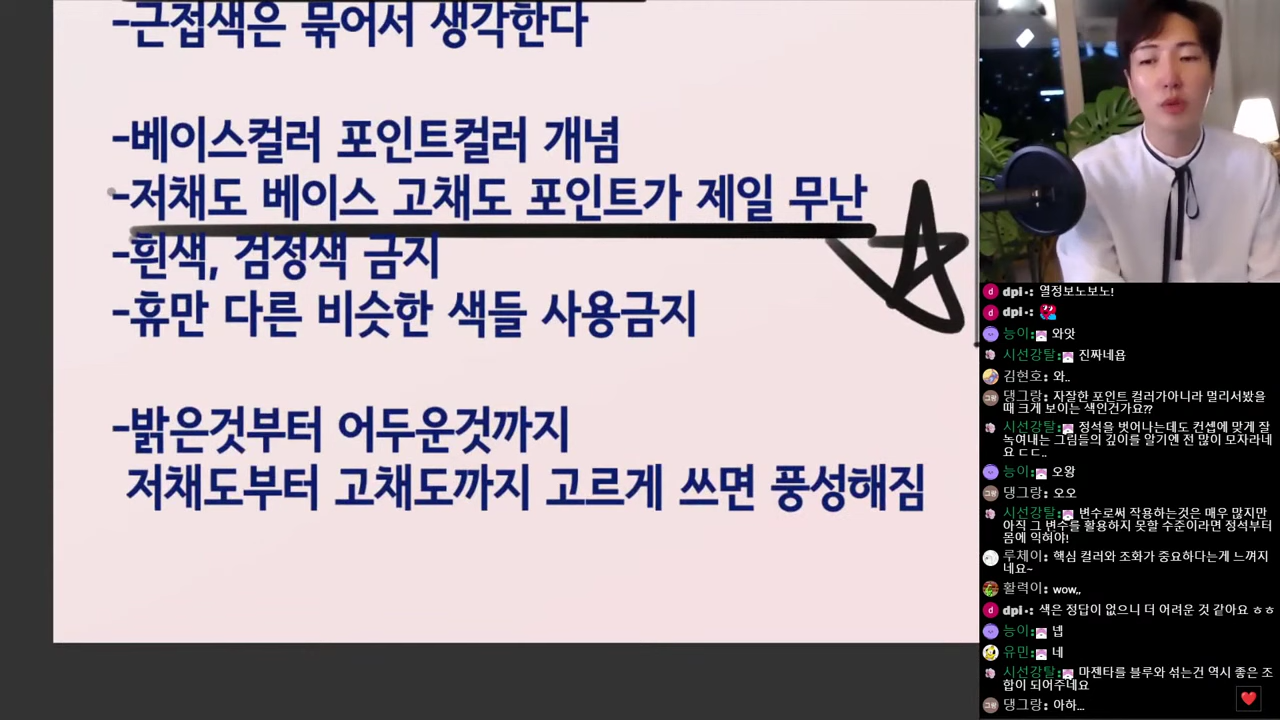 -근접색은 묶어서 생각한다
-베이스컬러 포인트컬러 개념
-저채도 베이스 고채도 포인트가 제일 무난
-흰색, 검정색 금지
-휴만 다른 비슷한 색들 사용금지
-밝은것부터 어두운것까지
저채도부터 고채도까지 고르게 쓰면 풍성해짐
d dpi·: 열정보노보노!
d dpi·:
능이: 와앗
시선강탈: 진짜네욥
김현호: 와..
그랑 댕그랑: 자잘한 포인트 컬러가아니라 멀리서봤을
때 크게 보이는 색인건가요??
시선강탈: 정석을 벗어나는데도 컨셉에 맞게 잘
녹여내는 그림들의 깊이를 알기엔 전 많이 모자라네
요 ㄷㄷ..
능이: 오왕
그랑 댕그랑: 오오
시선강탈: 변수로써 작용하는것은 매우 많지만
아직 그 변수를 활용하지 못할 수준이라면 정석부터
몸에 익혀야!
루체이: 핵심 컬러와 조화가 중요하다는게 느껴지
네요~
활력이: wow,,
d dpi·: 색은 정답이 없으니 더 어려운 것 같아요 ㅎㅎ
능이: 넵
유민: 네
시선강탈: 마젠타를 블루와 섞는건 역시 좋은 조
합이 되어주네요
그랑 댕그랑: 아하...